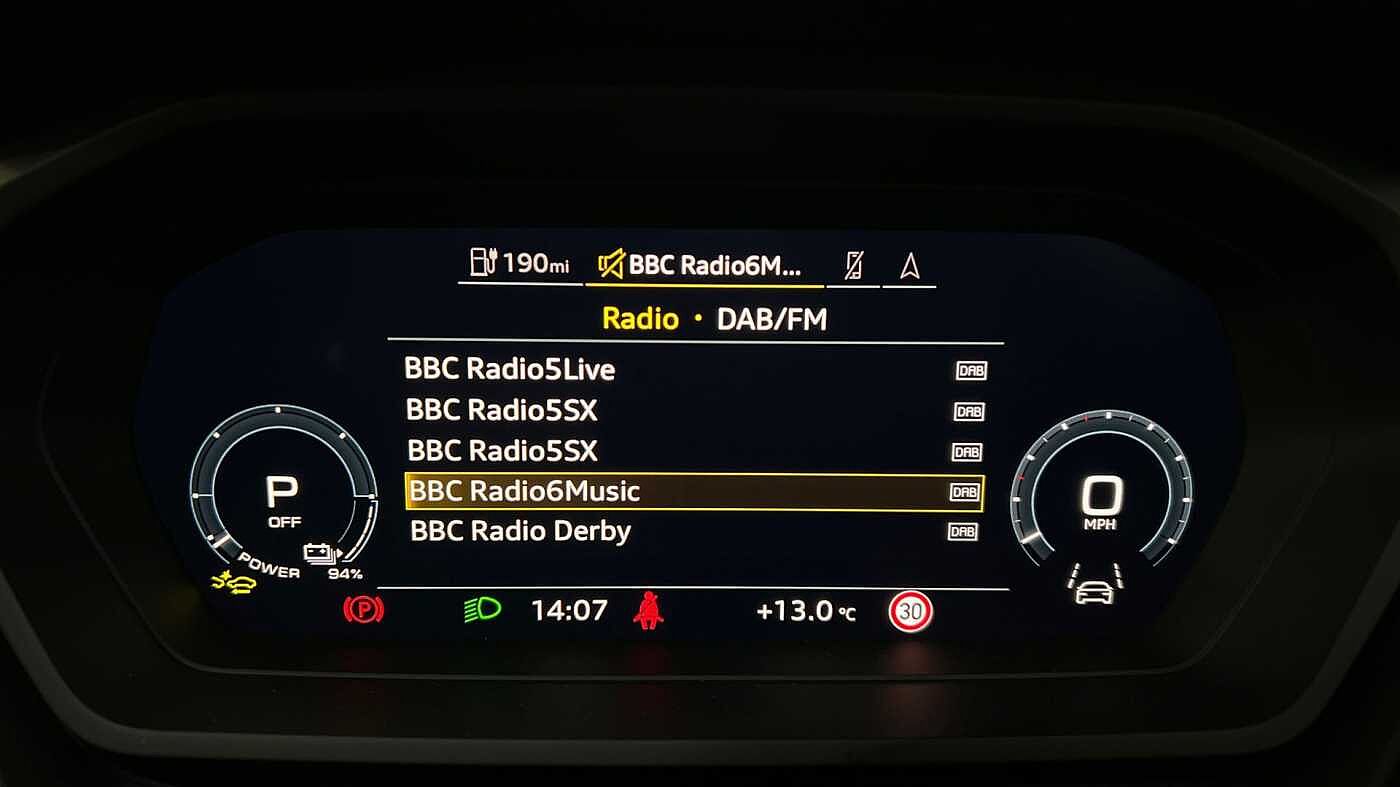 190mi BBC Radio6M...
Radio • DAB/FM
BBC Radio5Live DAB
BBC Radio5SX DAB
BBC Radio5SX DAB
BBC Radio6Music DAB
BBC Radio Derby DAB
P
OFF
POWER
94%
0
MPH
P 14:07 +13.0 °C 30